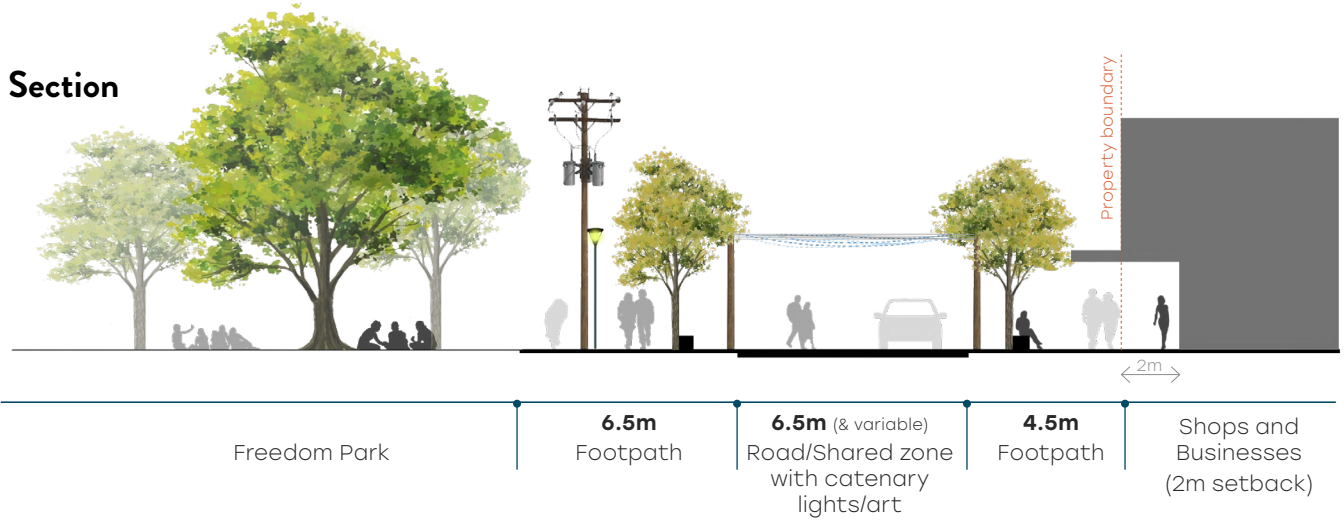 Section
Property boundary
2m
Freedom Park
6.5m
Footpath
6.5m (& variable)
Road/Shared zone
with catenary
lights/art
4.5m
Footpath
Shops and
Businesses
(2m setback)